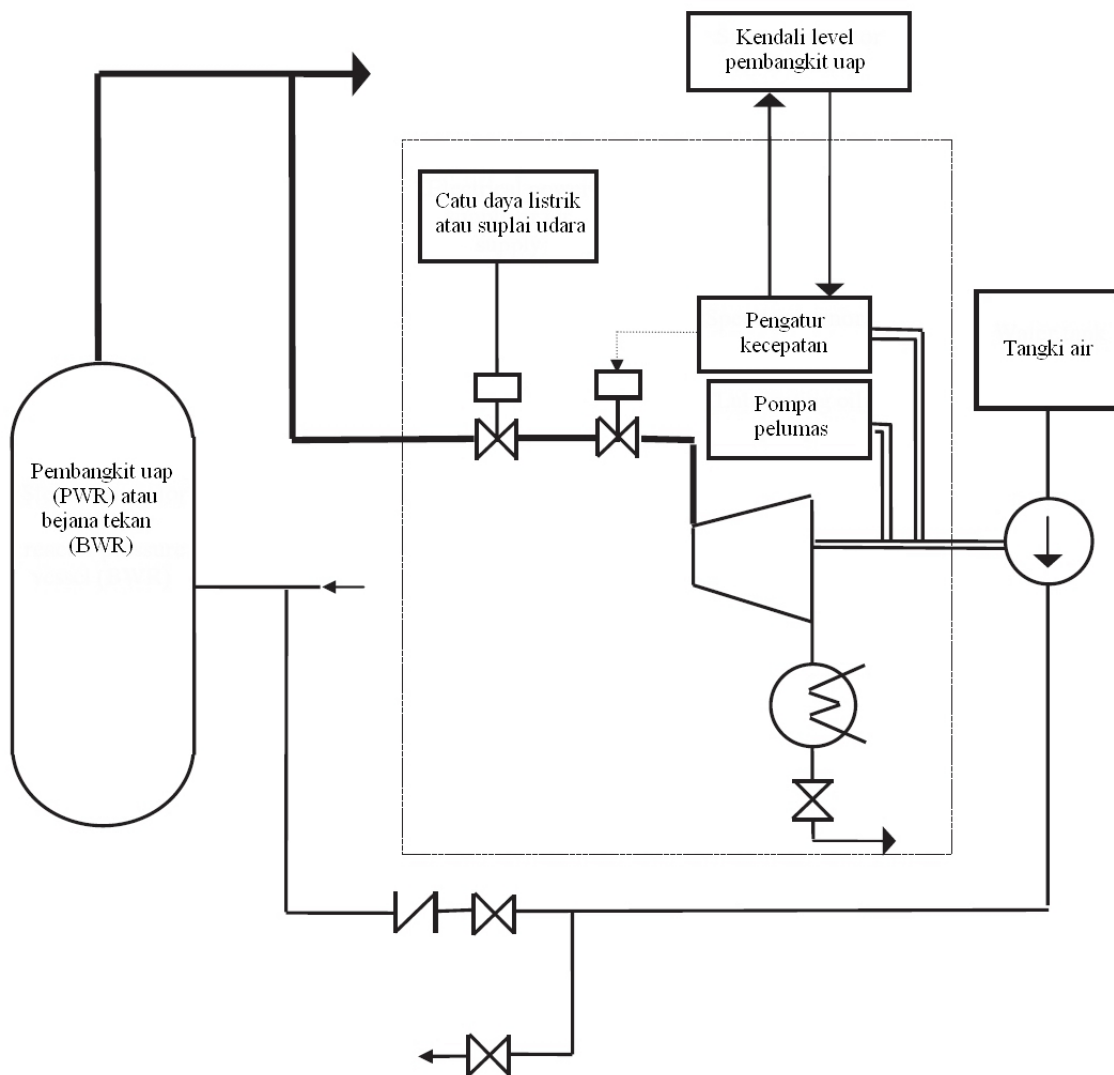 Kendali level
pembangkit uap
Catu daya listrik
atau suplai udara
Pengatur
kecepatan
Tangki air
Pompa
pelumas
Pembangkit uap
(PWR) atau
bejana tekan
(BWR)